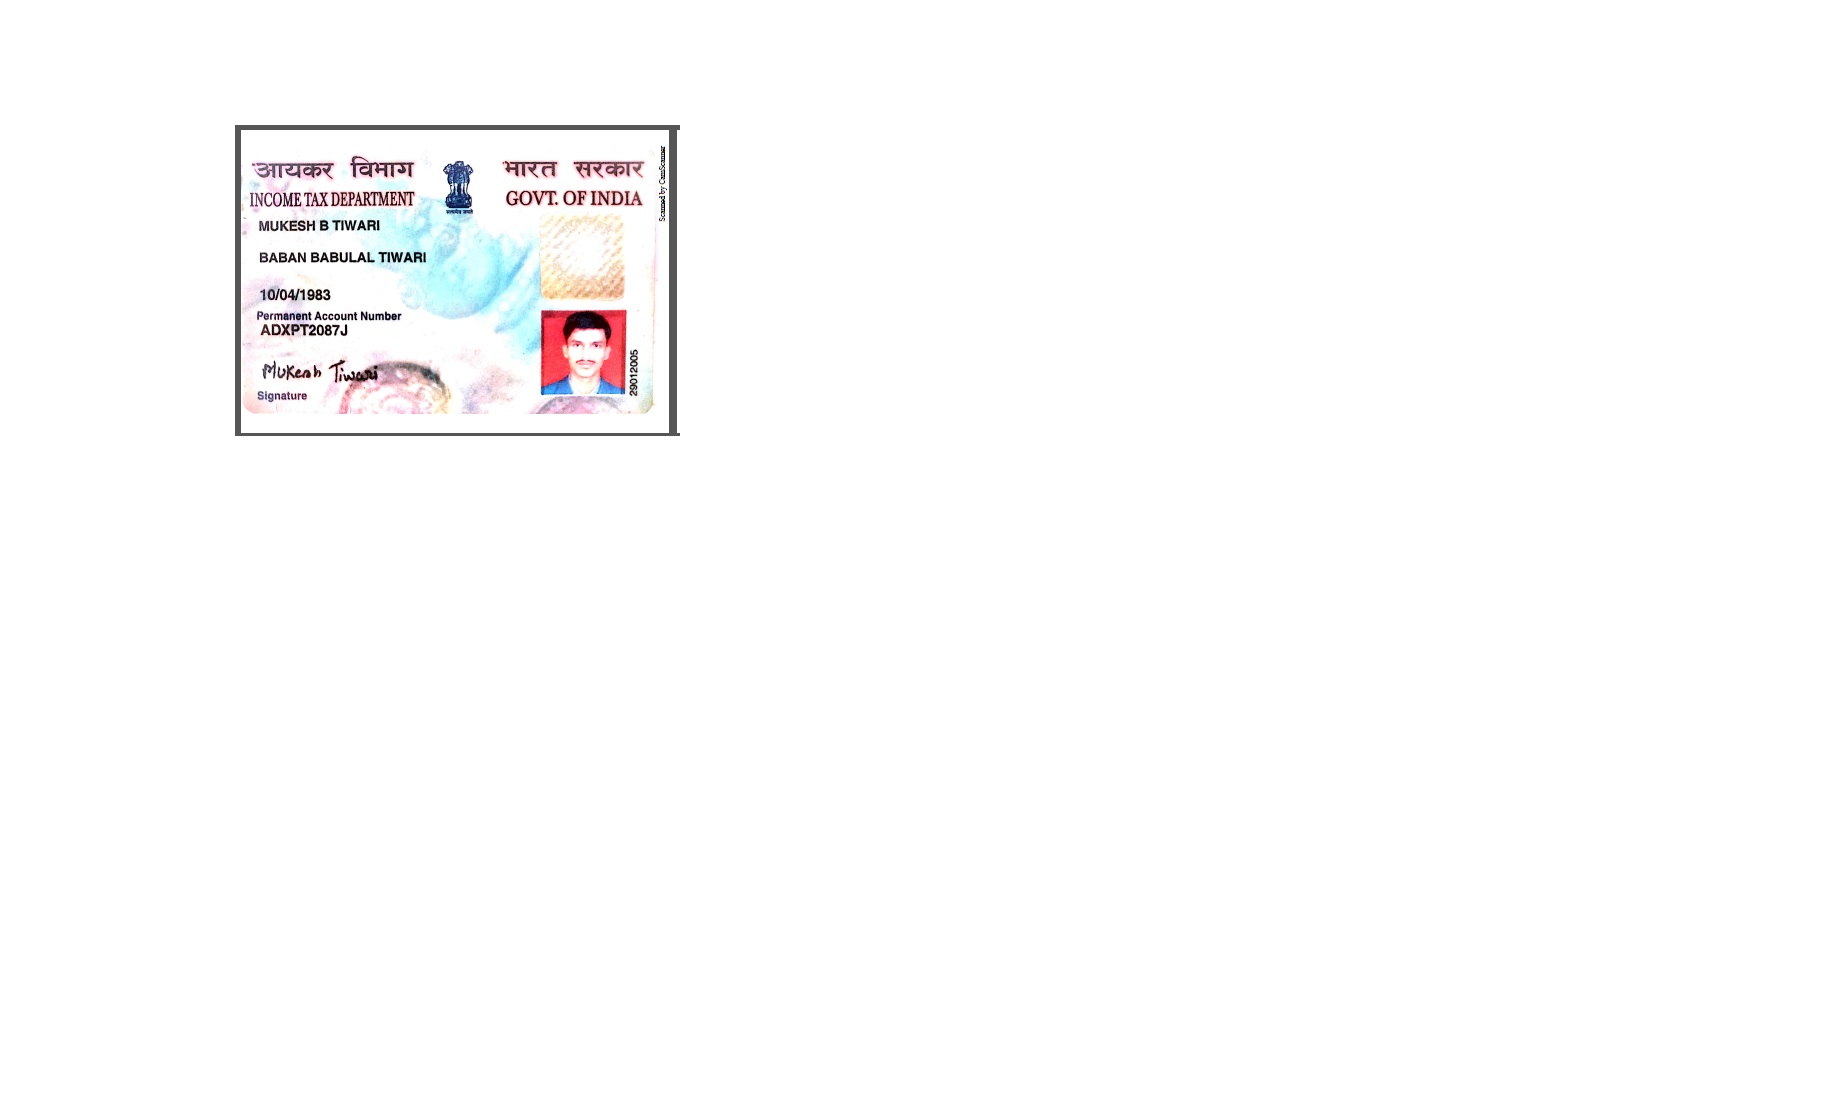 आयकर विभाग
INCOME TAX DEPARTMENT
भारत सरकार
GOVT. OF INDIA
सत्यमेव जयते
MUKESH B TIWARI
BABAN BABULAL TIWARI
10/04/1983
Permanent Account Number
ADXPT2087J
Mukesh Tiwari
Signature
29012005
Scanned by CamScanner